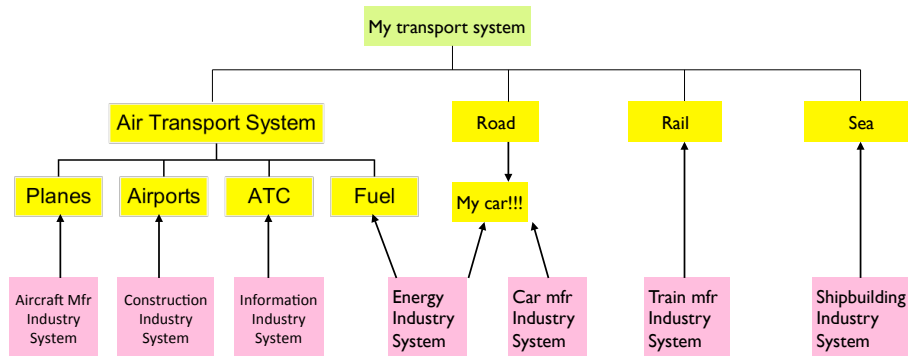 My transport system
Air Transport System
Road
Rail
Sea
Planes
Airports
ATC
Fuel
My car!!!
Aircraft Mfr
Industry
System
Construction
Industry
System
Information
Industry
System
Energy
Industry
System
Car mfr
Industry
System
Train mfr
Industry
System
Shipbuilding
Industry
System